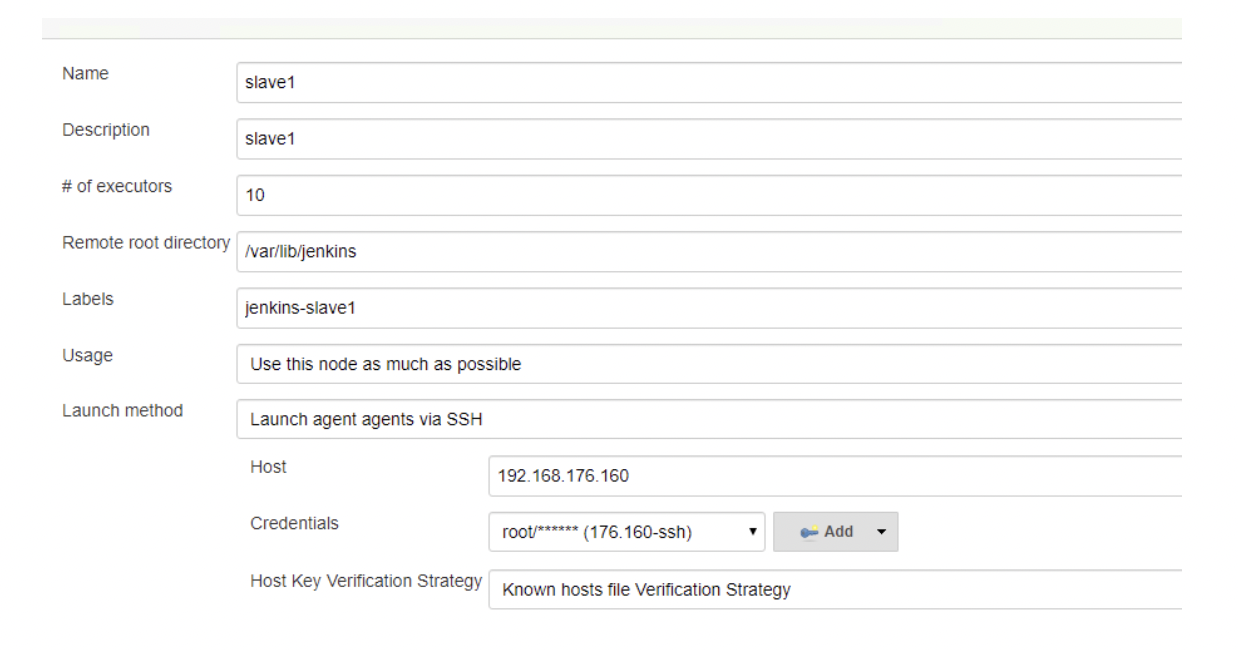 Name slave1
Description slave1
# of executors 10
Remote root directory /var/lib/jenkins
Labels jenkins-slave1
Usage Use this node as much as possible
Launch method Launch agent agents via SSH
Host 192.168.176.160
Credentials root/****** (176.160-ssh) Add
Host Key Verification Strategy Known hosts file Verification Strategy